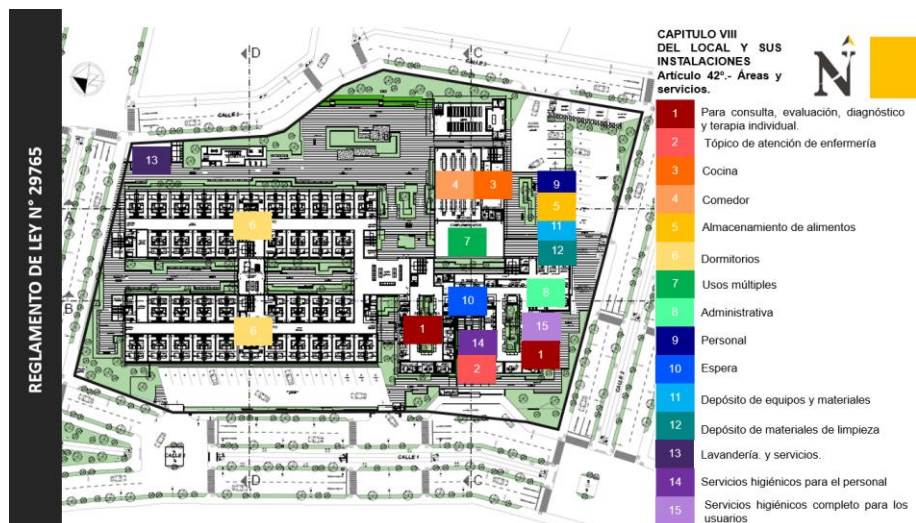 REGLAMENTO DE LEY N° 29765
CAPITULO VIII
DEL LOCAL Y SUS
INSTALACIONES
Artículo 42º.- Áreas y
servicios.
N
1 Para consulta, evaluación, diagnóstico
y terapia individual.
2 Tópico de atención de enfermería
3 Cocina
4 Comedor
5 Almacenamiento de alimentos
6 Dormitorios
7 Usos múltiples
8 Administrativa
9 Personal
10 Espera
11 Depósito de equipos y materiales
12 Depósito de materiales de limpieza
13 Lavandería. y servicios.
14 Servicios higiénicos para el personal
15 Servicios higiénicos completo para los
usuarios
D
C
CALLE 2
13
4
3
9
5
A
6
11
7
12
8
B
10
15
6
1
14
1
2
CALLE 1
D
C